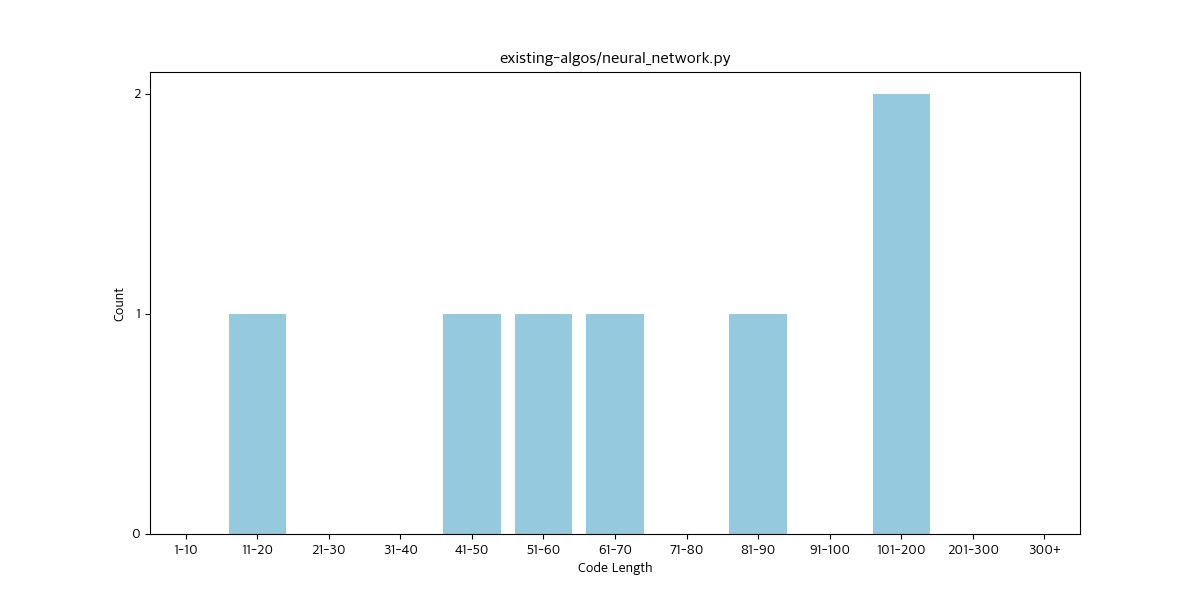 existing-algos/neural_network.py
2
1
0
Count
1-10 11-20 21-30 31-40 41-50 51-60 61-70 71-80 81-90 91-100 101-200 201-300 300+
Code Length